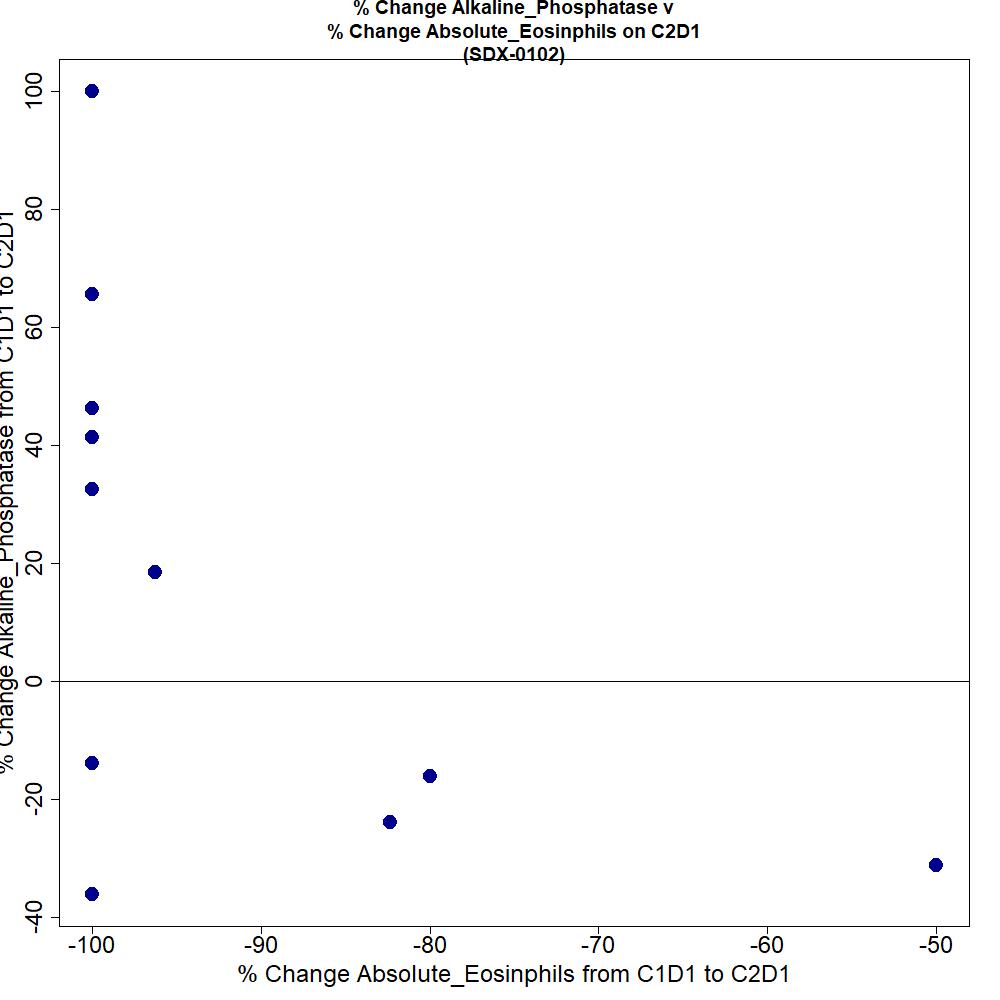 % Change Alkaline_Phosphatase v
% Change Absolute_Eosinphils on C2D1
(SDX-0102)
% Change Alkaline_Phosphatase from C1D1 to C2D1
100
80
60
40
20
0
-20
-40
-100 -90 -80 -70 -60 -50
% Change Absolute_Eosinphils from C1D1 to C2D1